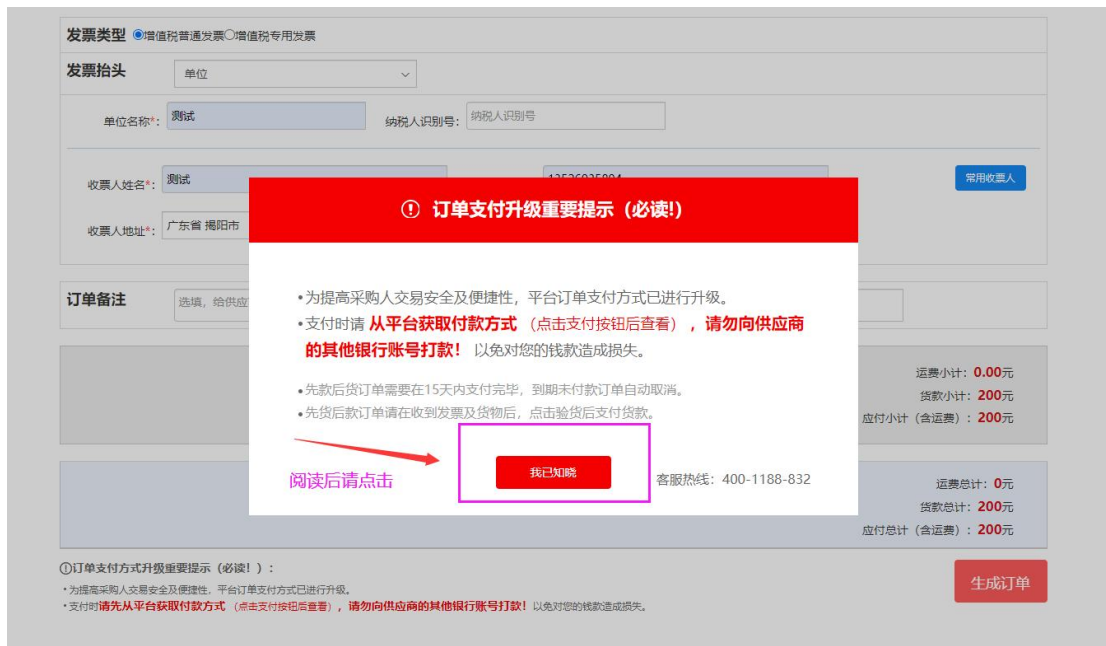 发票类型 增值税普通发票 增值税专用发票
发票抬头 单位
单位名称*: 测试 纳税人识别号: 纳税人识别号
收票人姓名*: 测试 常用收票人
收票人地址*: 广东省 揭阳市
订单支付升级重要提示（必读!）
订单备注 选填，给供应
•为提高采购人交易安全及便捷性，平台订单支付方式已进行升级。
•支付时请 从平台获取付款方式 （点击支付按钮后查看），请勿向供应商
的其他银行账号打款！ 以免对您的钱款造成损失。
•先款后货订单需要在15天内支付完毕，到期未付款订单自动取消。
•先货后款订单请在收到发票及货物后，点击验货后支付货款。
阅读后请点击 我已知晓 客服热线：400-1188-832
运费小计：0.00元
货款小计：200元
应付小计（含运费）：200元
运费总计：0元
货款总计：200元
应付总计（含运费）：200元
订单支付方式升级重要提示（必读！）：
•为提高采购人交易安全及便捷性，平台订单支付方式已进行升级。
•支付时请先从平台获取付款方式 （点击支付按钮后查看），请勿向供应商的其他银行账号打款！ 以免对您的钱款造成损失。
生成订单